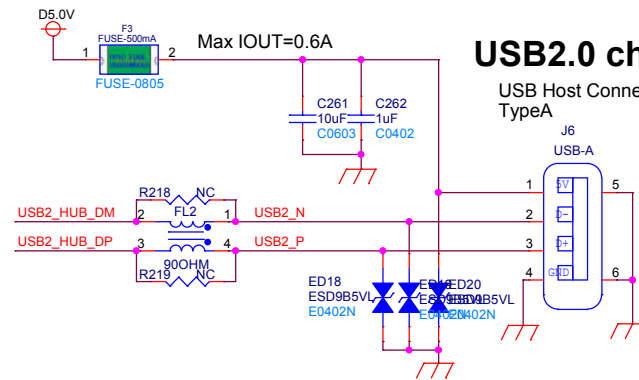 D5.0V
F3
FUSE-500mA
1
2
FUSE-0805
Max IOUT=0.6A
USB2.0 ch
USB Host Conne
TypeA
J6
USB-A
C261
10uF
C0603
C262
1uF
C0402
R218
NC
FL2
USB2_HUB_DM
2
1
USB2_N
USB2_HUB_DP
3
4
USB2_P
90OHM
R219
NC
1
5V
5
2
D-
3
D+
4
GND
6
ED18
ESD9B5VL
E0402N
ED20